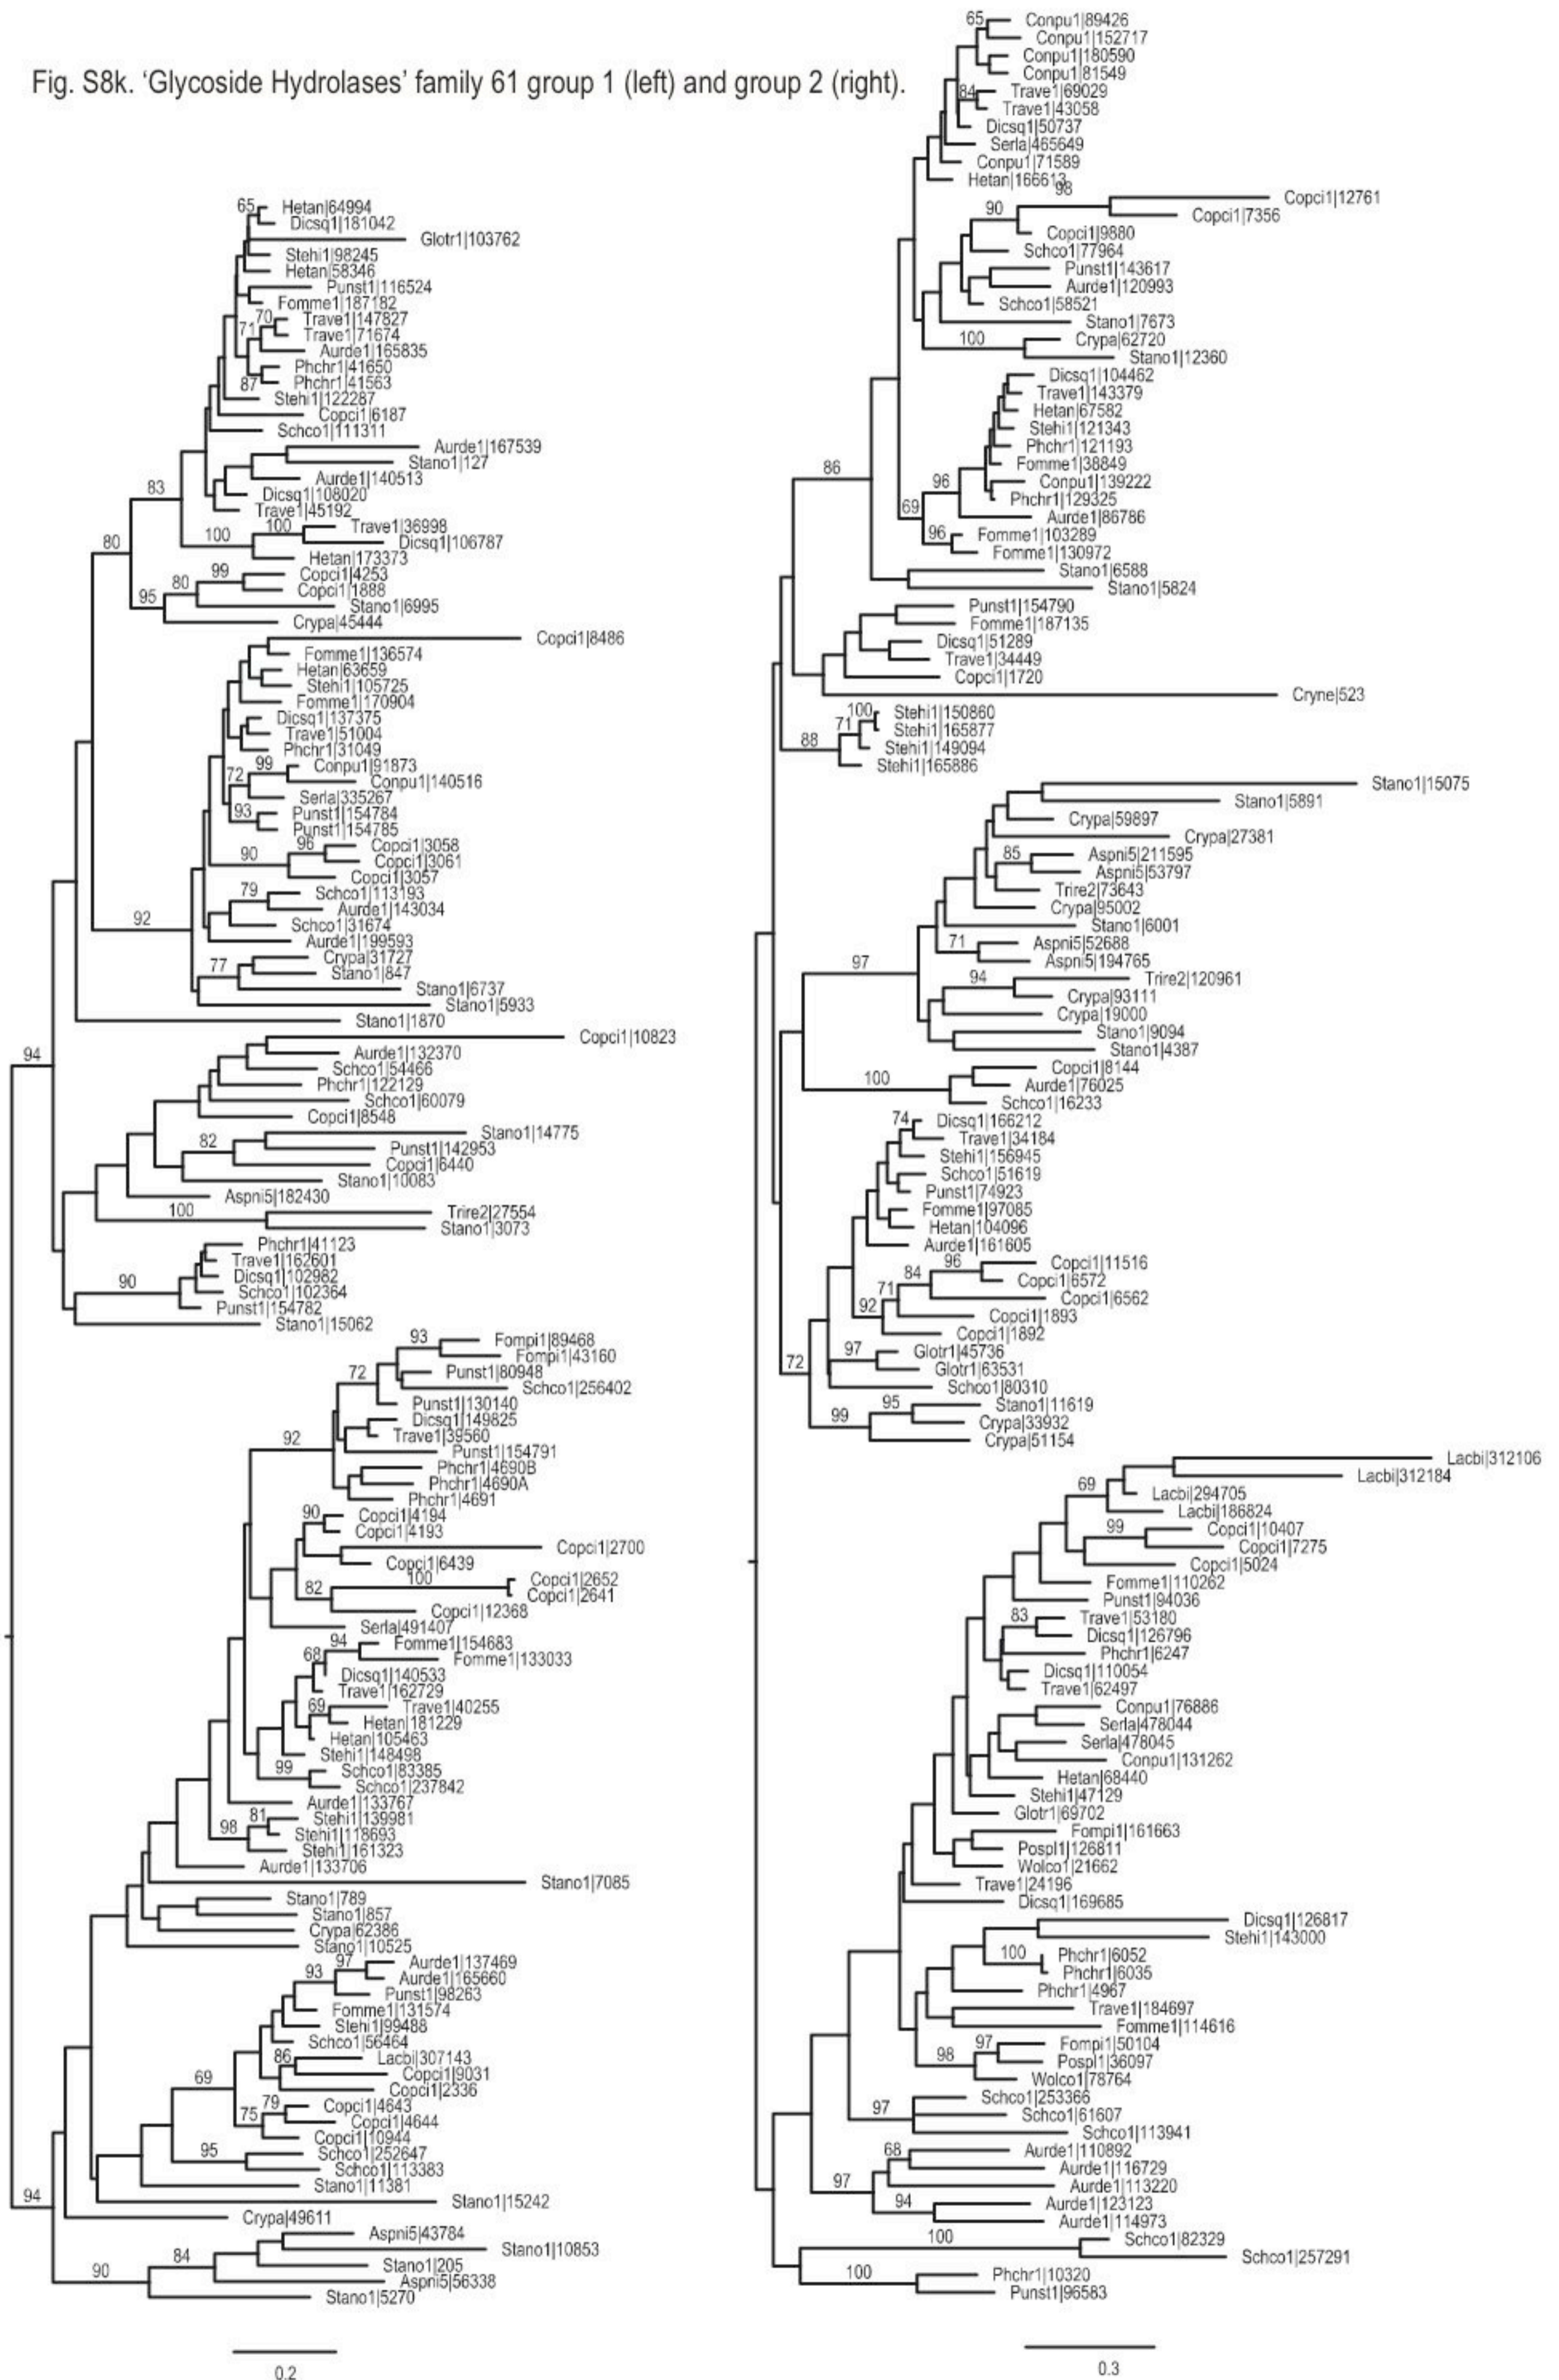 Fig. S8k. ‘Glycoside Hydrolases’ family 61 group 1 (left) and group 2 (right).
65
Hetan|64994
Dicsq1|181042
Glotr1|103762
Stehi1|98245
Hetan|58346
Punst1|116524
Fomme1|187182
70
Trave1|147827
71
Trave1|71674
Aurde1|165835
Phchr1|41650
87
Phchr1|41563
Stehi1|122287
Copci1|6187
Schco1|111311
Aurde1|167539
Stano1|127
Aurde1|140513
83
Dicsq1|108020
Trave1|45192
100
100
Trave1|36998
Dicsq1|106787
80
Hetan|173373
99
Copci1|4253
80
Copci1|1888
95
Stano1|6995
Crypa|45444
Copci1|8486
Fomme1|136574
Hetan|63659
Stehi1|105725
Fomme1|170904
Dicsq1|137375
Trave1|51004
Phchr1|31049
99
Conpu1|91873
72
Conpu1|140516
Serla|335267
93
Punst1|154784
Punst1|154785
96
Copci1|3058
90
Copci1|3061
Copci1|3057
79
Schco1|113193
Aurde1|143034
92
Schco1|31674
Aurde1|199593
Crypa|31727
77
Stano1|847
Stano1|6737
Stano1|5933
Stano1|1870
Copci1|10823
94
Aurde1|132370
Schco1|54466
Phchr1|122129
Schco1|60079
Copci1|8548
Stano1|14775
82
Punst1|142953
Copci1|6440
Stano1|10083
Aspni5|182430
100
Trire2|27554
Stano1|3073
Phchr1|41123
Trave1|162601
Dicsq1|102982
90
Schco1|102364
Punst1|154782
Stano1|15062
93
Fompi1|89468
Fompi1|43160
72
Punst1|80948
Schco1|256402
Punst1|130140
Dicsq1|149825
92
Trave1|39560
Punst1|154791
Phchr1|4690B
Phchr1|4690A
Phchr1|4691
90
Copci1|4194
Copci1|4193
Copci1|2700
Copci1|6439
100
Copci1|2652
82
Copci1|2641
Copci1|12368
Serla|491407
94
Fomme1|154683
68
Fomme1|133033
Dicsq1|140533
Trave1|162729
69
Trave1|40255
Hetan|181229
Hetan|105463
Stehi1|148498
99
Schco1|83385
Schco1|237842
Aurde1|133767
81
Stehi1|139981
98
Stehi1|118693
Stehi1|161323
Aurde1|133706
Stano1|7085
Stano1|789
Stano1|857
Crypa|62386
Stano1|10525
97
Aurde1|137469
93
Aurde1|165660
Punst1|98263
Fomme1|131574
Stehi1|99488
Schco1|56464
86
Lacbi|307143
Copci1|9031
69
Copci1|2336
79
Copci1|4643
75
Copci1|4644
Copci1|10944
95
Schco1|252647
Schco1|113383
Stano1|11381
94
Stano1|15242
Crypa|49611
Aspni5|43784
84
Stano1|10853
90
Stano1|205
Aspni5|56338
Stano1|5270
0.2
65
Conpu1|89426
Conpu1|152717
Conpu1|180590
Conpu1|81549
84
Trave1|69029
Trave1|43058
Dicsq1|50737
Serla|465649
Conpu1|71589
Hetan|166613
98
Copci1|12761
90
Copci1|7356
Copci1|9880
Schco1|77964
Punst1|143617
Aurde1|120993
Schco1|58521
Stano1|7673
100
Crypa|62720
Stano1|12360
Dicsq1|104462
Trave1|143379
Hetan|67582
Stehi1|121343
Phchr1|121193
86
Fomme1|38849
96
Conpu1|139222
Phchr1|129325
69
Aurde1|86786
96
Fomme1|103289
Fomme1|130972
Stano1|6588
Stano1|5824
Punst1|154790
Fomme1|187135
Dicsq1|51289
Trave1|34449
Copci1|1720
Cryne|523
100
Stehi1|150860
71
Stehi1|165877
88
Stehi1|149094
Stehi1|165886
Stano1|15075
Stano1|5891
Crypa|59897
Crypa|27381
85
Aspni5|211595
Aspni5|53797
Trire2|73643
Crypa|95002
Stano1|6001
71
Aspni5|52688
Aspni5|194765
97
94
Trire2|120961
Crypa|93111
Crypa|19000
Stano1|9094
Stano1|4387
100
Copci1|8144
Aurde1|76025
Schco1|16233
74
Dicsq1|166212
Trave1|34184
Stehi1|156945
Schco1|51619
Punst1|74923
Fomme1|97085
Hetan|104096
Aurde1|161605
96
Copci1|11516
84
Copci1|6572
71
Copci1|6562
92
Copci1|1893
Copci1|1892
97
Glotr1|45736
72
Glotr1|63531
Schco1|80310
95
Stano1|11619
99
Crypa|33932
Crypa|51154
Lacbi|312106
69
Lacbi|312184
Lacbi|294705
Lacbi|186824
99
Copci1|10407
Copci1|7275
Copci1|5024
Fomme1|110262
Punst1|94036
83
Trave1|53180
Dicsq1|126796
Phchr1|6247
Dicsq1|110054
Trave1|62497
Conpu1|76886
Serla|478044
Serla|478045
Conpu1|131262
Hetan|68440
Stehi1|47129
Glotr1|69702
Fompi1|161663
Pospl1|126811
Wolco1|21662
Trave1|24196
Dicsq1|169685
Dicsq1|126817
Stehi1|143000
100
Phchr1|6052
Phchr1|6035
Phchr1|4967
Trave1|184697
Fomme1|114616
97
Fompi1|50104
98
Pospl1|36097
Wolco1|78764
97
Schco1|253366
Schco1|61607
Schco1|113941
68
Aurde1|110892
Aurde1|116729
97
Aurde1|113220
94
Aurde1|123123
Aurde1|114973
100
Schco1|82329
Schco1|257291
100
Phchr1|10320
Punst1|96583
0.3